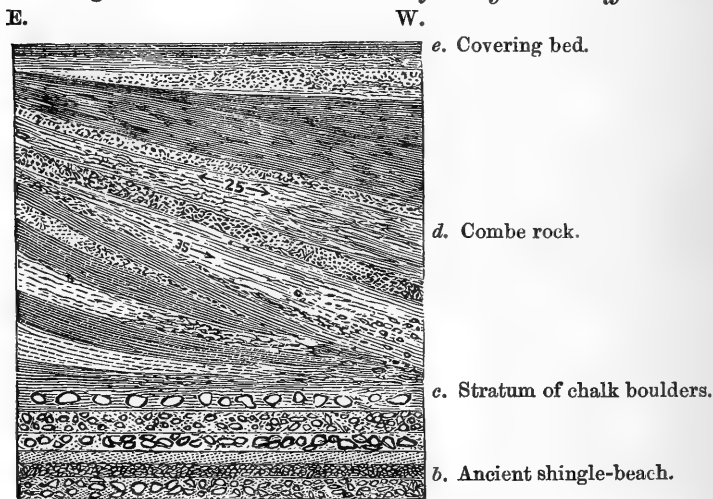 E.
W.
e. Covering bed.
25
d. Combe rock.
35
c. Stratum of chalk boulders.
b. Ancient shingle-beach.